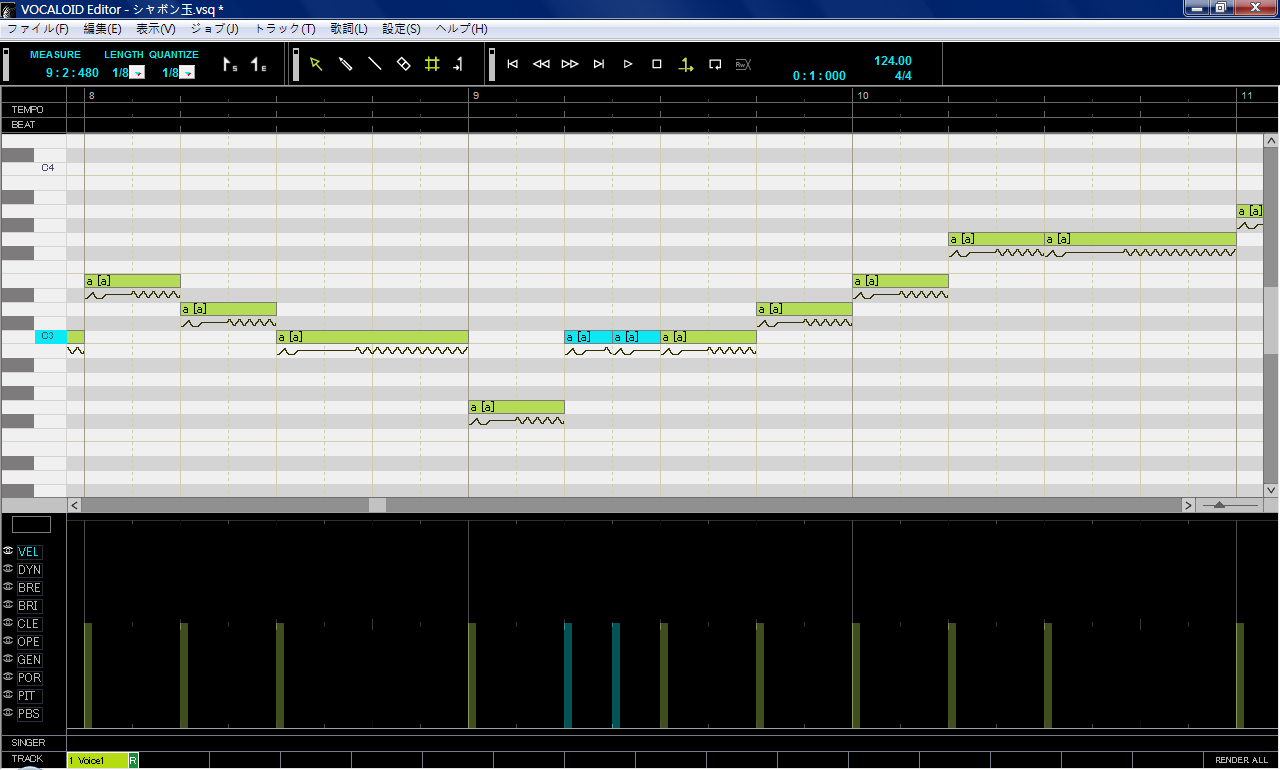 VOCALOID Editor - シャボン玉.vsq *
ファイル(F) 編集(E) 表示(V) ジョブ(J) トラック(T) 歌詞(L) 設定(S) ヘルプ(H)
MEASURE LENGTH QUANTIZE
9:2:480 1/8 1/8
S E
0:1:000
124.00
4/4
8 9 10 11
TEMPO
BEAT
C4
a [a]
a [a] a [a]
a [a]
a [a] a [a]
C3 a [a] a [a] a [a] a [a]
a [a]
VEL
DYN
BRE
BRI
CLE
OPE
GEN
POR
PIT
PBS
SINGER
TRACK 1 Voice1 R RENDER ALL